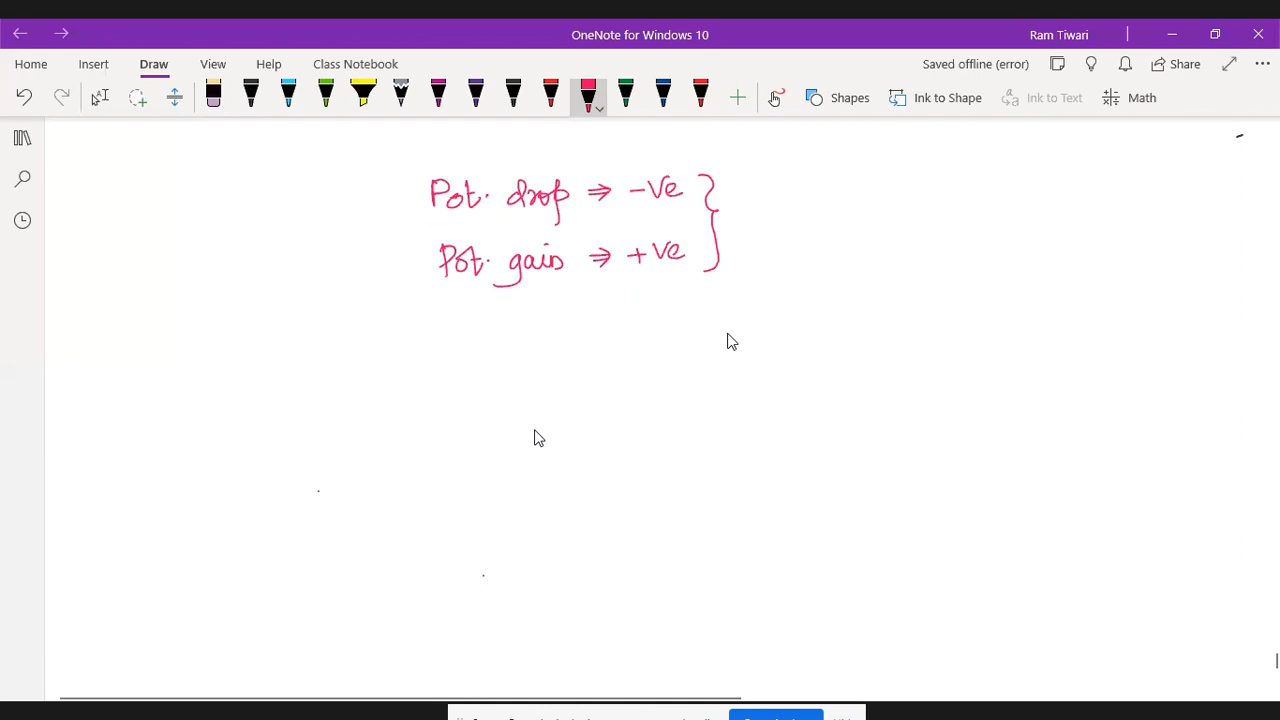 OneNote for Windows 10
Ram Tiwari
Home Insert Draw View Help Class Notebook
Saved offline (error) Share
Shapes Ink to Shape Ink to Text Math
Pot. drop ⇒ -Ve
Pot. gain ⇒ +Ve